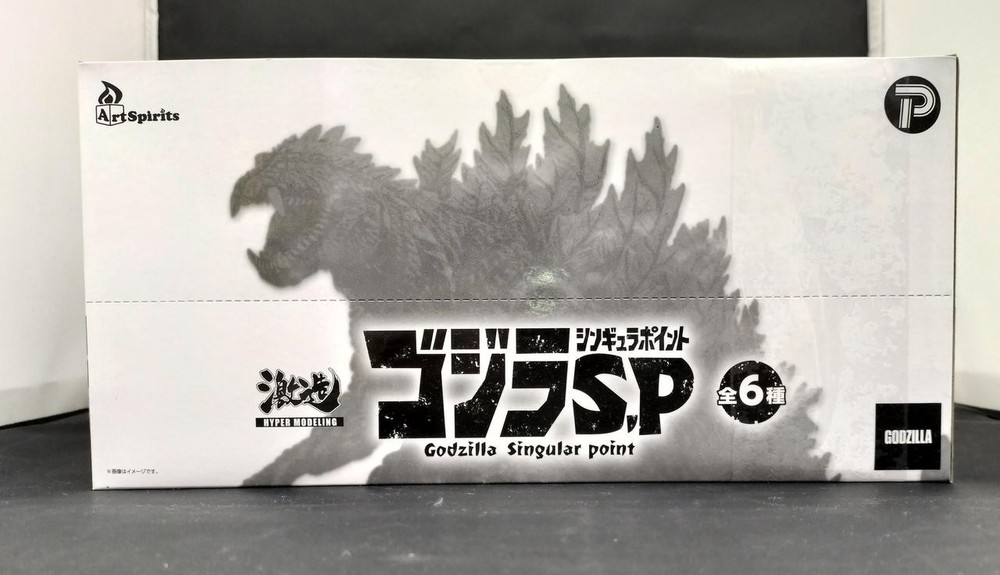 ArtSpirits
P
シンギュラポイント
ゴジラS.P
Godzilla Singular point
激造
HYPER MODELING
全6種
GODZILLA
※画像はイメージです。